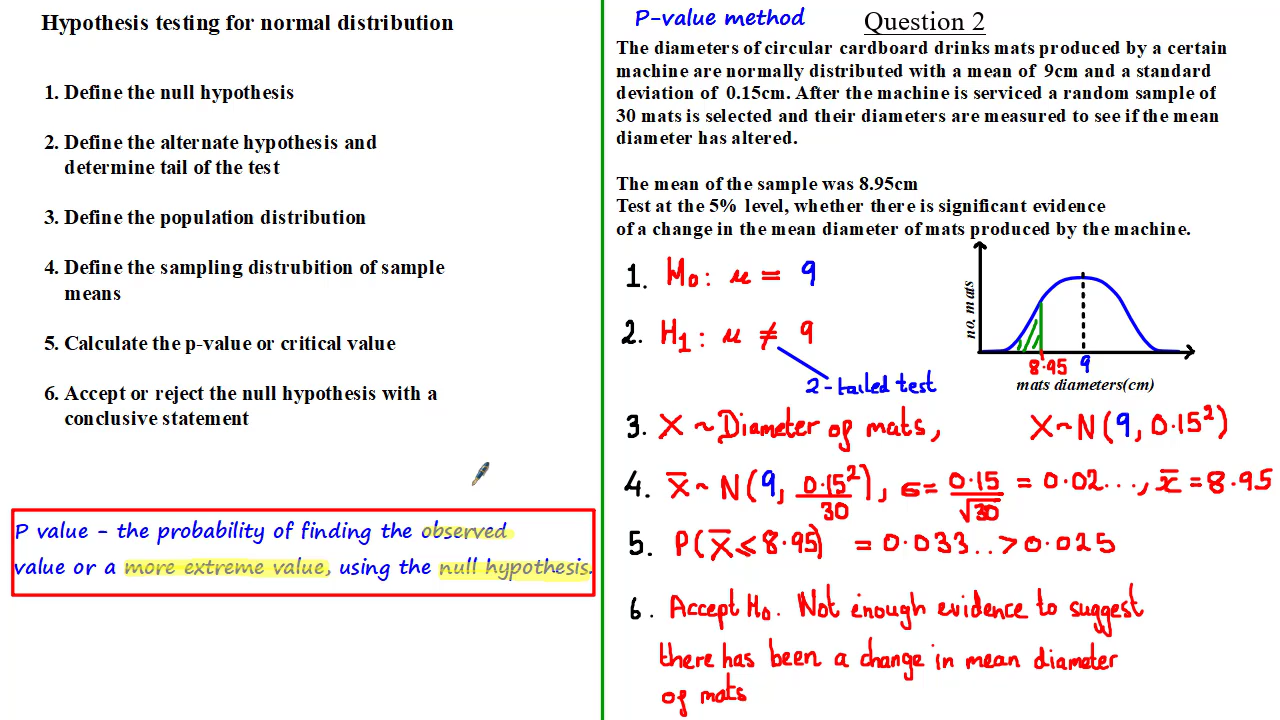 Hypothesis testing for normal distribution
1. Define the null hypothesis
2. Define the alternate hypothesis and
determine tail of the test
3. Define the population distribution
4. Define the sampling distrubition of sample
means
5. Calculate the p-value or critical value
6. Accept or reject the null hypothesis with a
conclusive statement
P value - the probability of finding the observed
value or a more extreme value, using the null hypothesis.
P-value method
Question 2
The diameters of circular cardboard drinks mats produced by a certain
machine are normally distributed with a mean of 9cm and a standard
deviation of 0.15cm. After the machine is serviced a random sample of
30 mats is selected and their diameters are measured to see if the mean
diameter has altered.
The mean of the sample was 8.95cm
Test at the 5% level, whether there is significant evidence
of a change in the mean diameter of mats produced by the machine.
1. H₀: μ = 9
2. H₁: μ ≠ 9
2-tailed test
no. mats
8.95 9
mats diameters(cm)
3. X ~ Diameter of mats, X~N(9, 0.15²)
4. X̄ ~ N(9, 0.15²/30), σ = 0.15/√30 = 0.02..., x̄ = 8.95
5. P(X̄ ⩽ 8.95) = 0.033.. > 0.025
6. Accept H₀. Not enough evidence to suggest
there has been a change in mean diameter
of mats